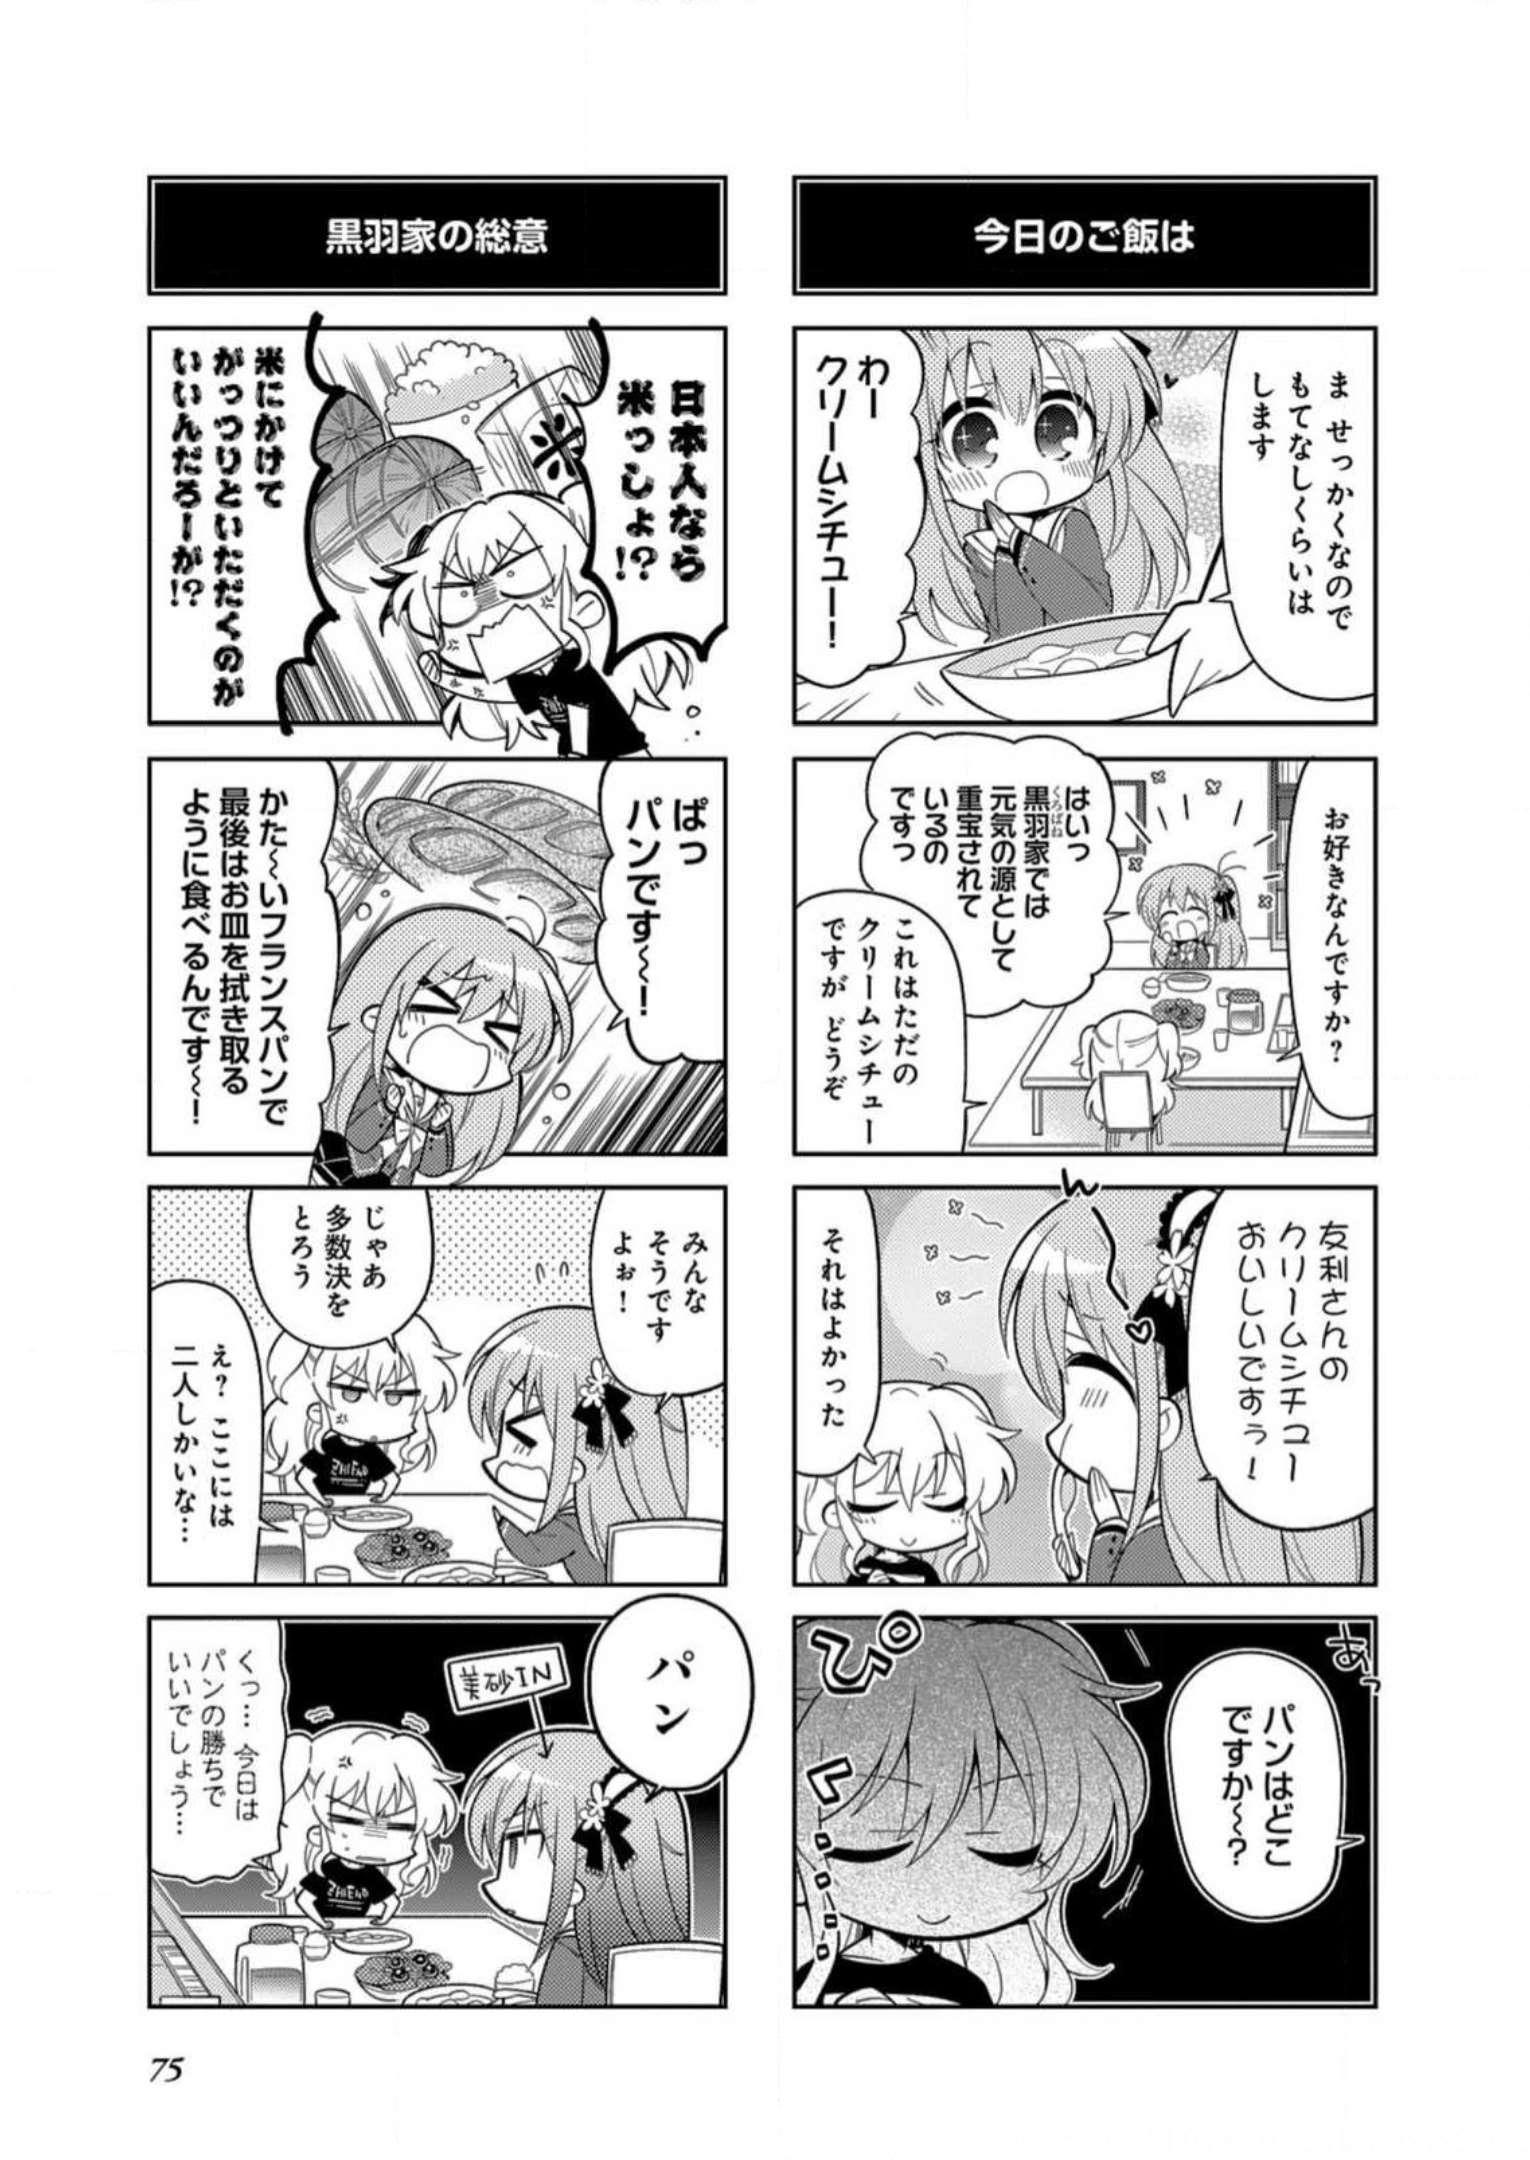 今日のご飯は
ま せっかくなので
もてなしくらいは
します
わー
クリームシチュー！
お好きなんですか？
はいっ
黒羽家では
くろばね
元気の源として
重宝されて
いるの
ですっ
これはただの
クリームシチュー
ですが どうぞ
ん
友利さんの
クリームシチュー
おいしいですぅ！
それはよかった
あっ
パンはどこ
ですか〜？
ぴくっ
黒羽家の総意
日本人なら
米っしょ！？
米
米にかけて
がっつりといただくのが
いいんだろーが！？
ぱっ
パンです〜！
かた〜いフランスパンで
最後はお皿を拭き取る
ように食べるんです〜！
みんな
そうです
よぉ！
じゃあ
多数決を
とろう
ZHIEND
え？ ここには
二人しかいな…
パン
美砂IN
ZHIEND
くっ… 今日は
パンの勝ちで
いいでしょう…
75